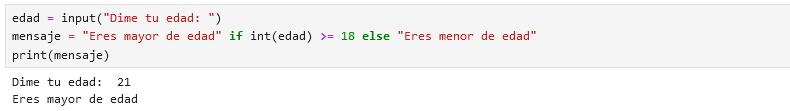 edad = input("Dime tu edad: ")
mensaje = "Eres mayor de edad" if int(edad) >= 18 else "Eres menor de edad"
print(mensaje)
Dime tu edad:  21
Eres mayor de edad